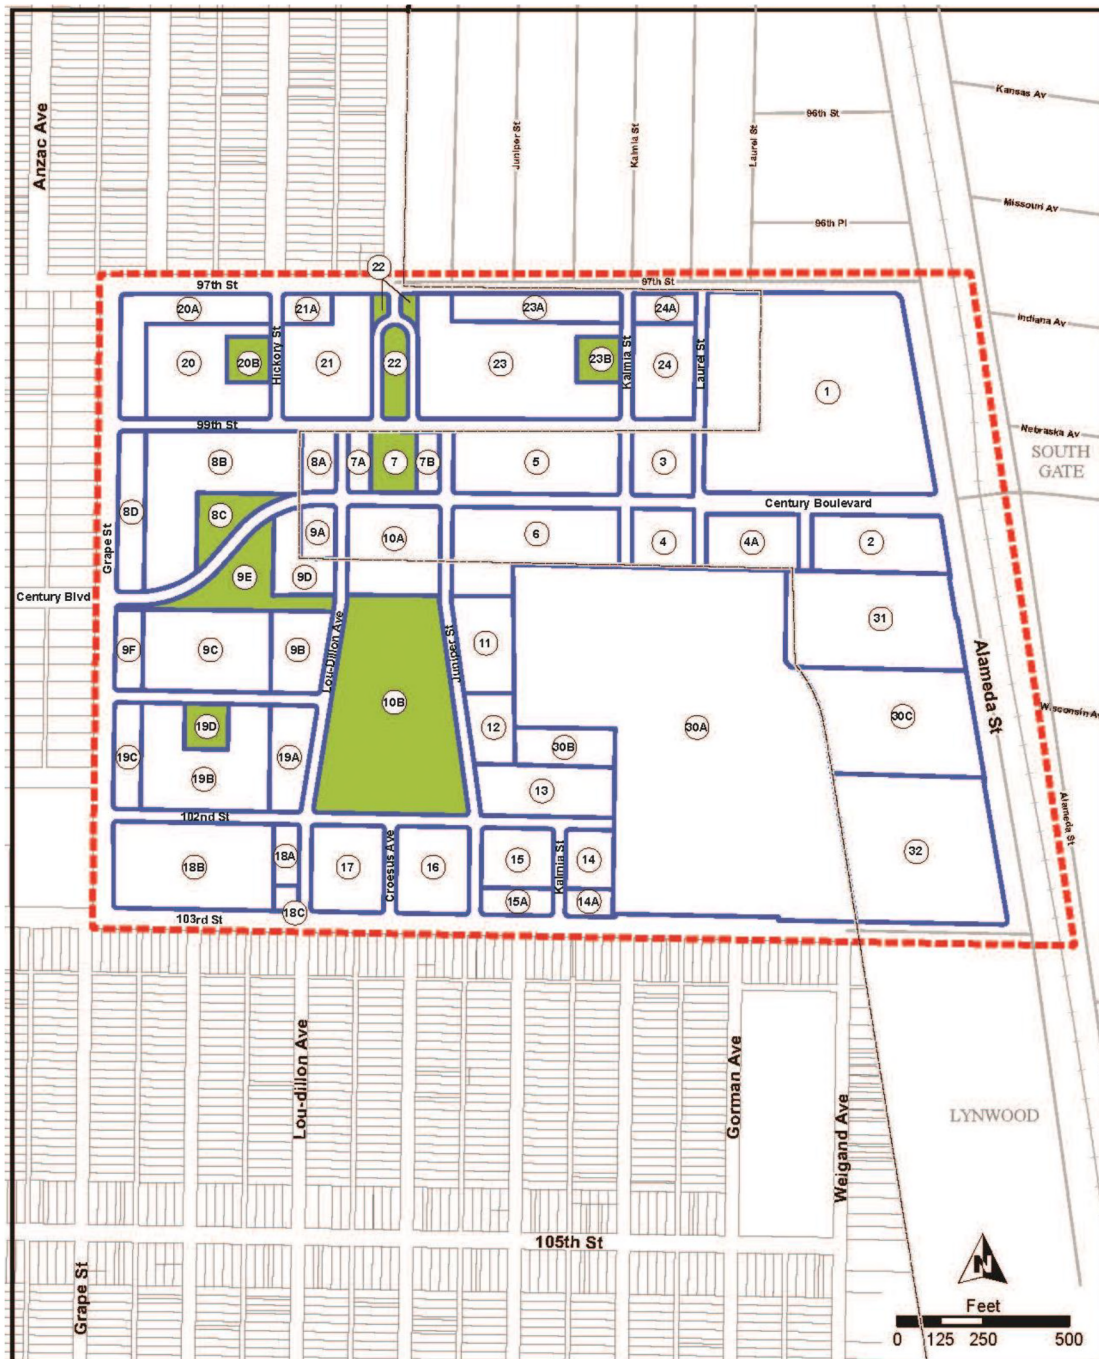 Kansas Av
96th St
Anzac Ave
Juniper St
Kalmia St
Laurel St
Missouri Av
96th Pl
22
97th St
97th St
20A
21A
23A
24A
Indiana Av
20
20B
Hickory St
21
22
23
23B
Kalmia St
24
Laurel St
1
99th St
Nebraska Av
SOUTH
GATE
8B
8A
7A
7
7B
5
3
Century Boulevard
8D
8C
Grape St
9A
10A
6
4
4A
2
9E
9D
Century Blvd
31
9F
9C
9B
Lou-Dillon Ave
Juniper St
11
Alameda St
10B
30C
Wisconsin Av
19C
19D
19A
12
30A
30B
19B
13
102nd St
Alameda St
18B
18A
17
Croesus Ave
16
15
Kalmia St
14
32
15A
14A
103rd St
18C
Lou-dillon Ave
Gorman Ave
Weigand Ave
LYNWOOD
105th St
Grape St
N
Feet
0 125 250 500